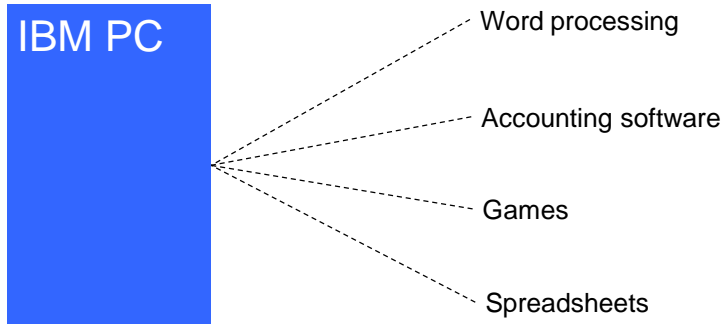 IBM PC
Word processing
Accounting software
Games
Spreadsheets